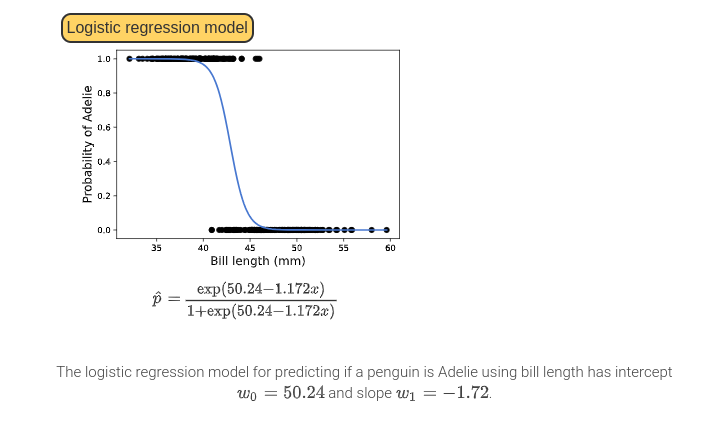 Logistic regression model
1.0
0.8
0.6
0.4
0.2
0.0
Probability of Adelie
35 40 45 50 55 60
Bill length (mm)
p̂ = exp(50.24−1.172x) / 1+exp(50.24−1.172x)
The logistic regression model for predicting if a penguin is Adelie using bill length has intercept
w₀ = 50.24 and slope w₁ = −1.72.